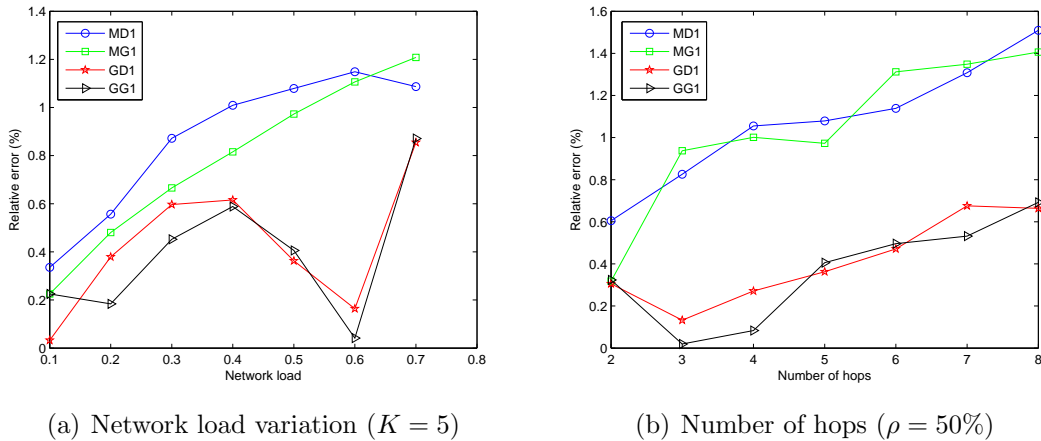 1.4
1.2
1
0.8
0.6
0.4
0.2
0
Relative error (%)
MD1
MG1
GD1
GG1
0.1 0.2 0.3 0.4 0.5 0.6 0.7 0.8
Network load
(a) Network load variation (K = 5)
1.6
1.4
1.2
1
0.8
0.6
0.4
0.2
0
Relative error (%)
MD1
MG1
GD1
GG1
2 3 4 5 6 7 8
Number of hops
(b) Number of hops (ρ = 50%)